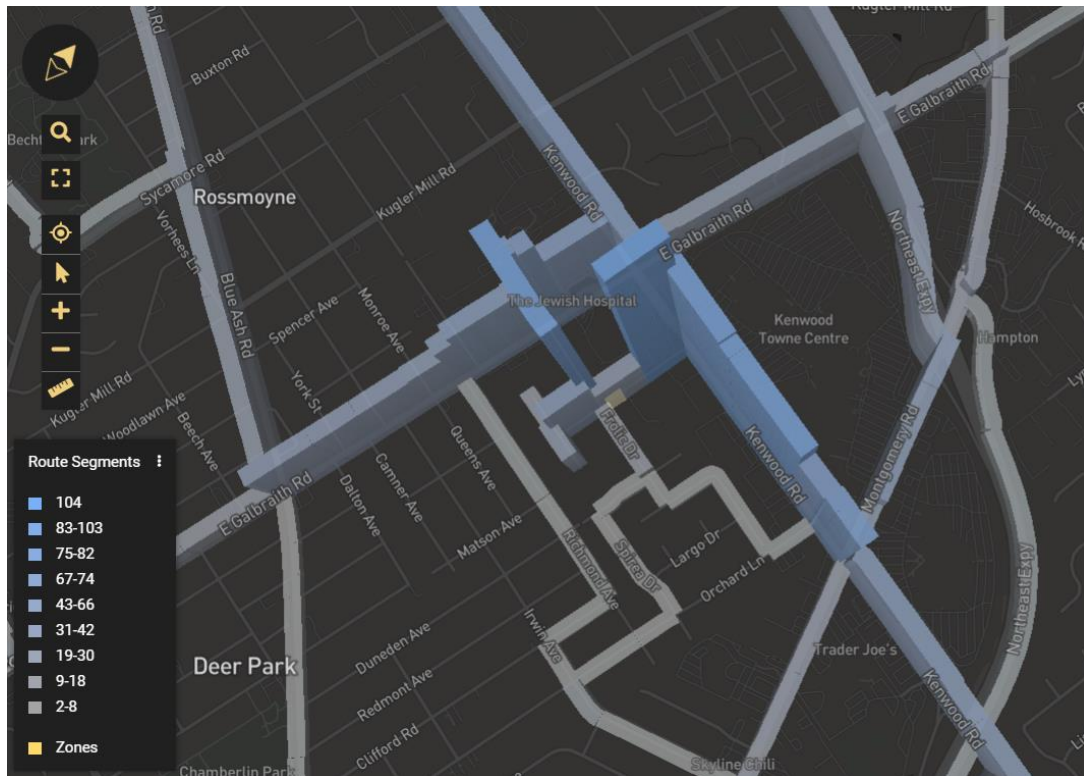 Kugler Mill Rd
Buxton Rd
E Galbraith Rd
Sycamore Rd
Rossmoyne
Kugler Mill Rd
Kenwood Rd
E Galbraith Rd
Hosbrook
Vorhees Ln
Blue Ash Rd
Spencer Ave
Monroe Ave
The Jewish Hospital
Kenwood
Towne Centre
Northeast Expy
Hampton
Kugler Mill Rd
Woodlawn Ave
Beech Ave
York St
Queens Ave
Camner Ave
Dalton Ave
E Galbraith Rd
Frolic Dr
Kenwood Rd
Montgomery Rd
Matson Ave
Richmond Ave
Spirea Dr
Largo Dr
Orchard Ln
Irwin Ave
Northeast Expy
Deer Park
Duneden Ave
Redmont Ave
Clifford Rd
Trader Joe's
Kenwood Rd
Chamberlin Park
Skyline Chili
Route Segments
104
83-103
75-82
67-74
43-66
31-42
19-30
9-18
2-8
Zones